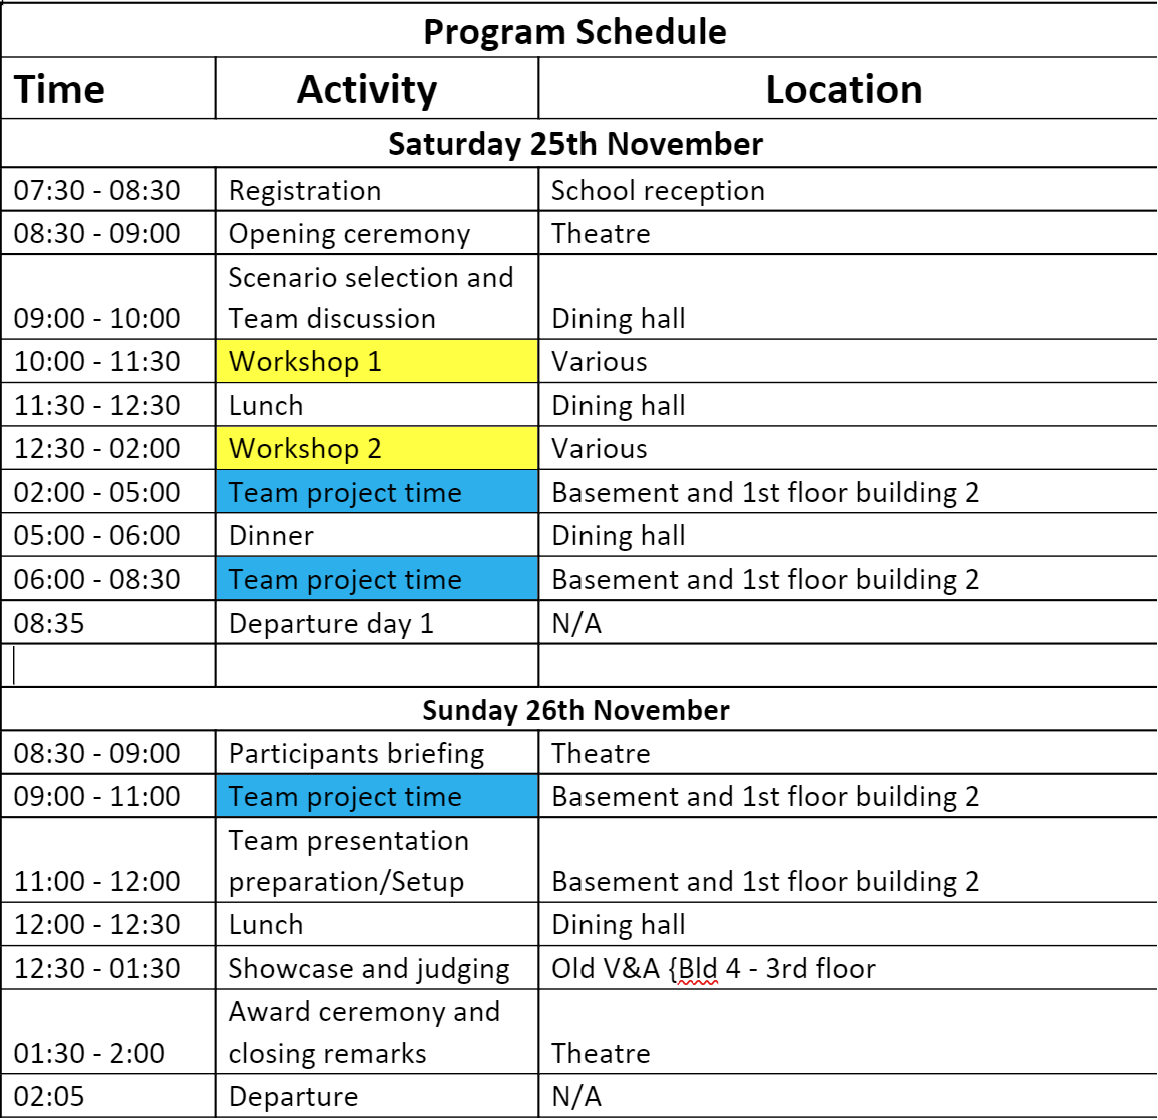 Program Schedule
Time Activity Location
Saturday 25th November
07:30 - 08:30 Registration School reception
08:30 - 09:00 Opening ceremony Theatre
Scenario selection and
09:00 - 10:00 Team discussion Dining hall
10:00 - 11:30 Workshop 1 Various
11:30 - 12:30 Lunch Dining hall
12:30 - 02:00 Workshop 2 Various
02:00 - 05:00 Team project time Basement and 1st floor building 2
05:00 - 06:00 Dinner Dining hall
06:00 - 08:30 Team project time Basement and 1st floor building 2
08:35 Departure day 1 N/A
Sunday 26th November
08:30 - 09:00 Participants briefing Theatre
09:00 - 11:00 Team project time Basement and 1st floor building 2
Team presentation
11:00 - 12:00 preparation/Setup Basement and 1st floor building 2
12:00 - 12:30 Lunch Dining hall
12:30 - 01:30 Showcase and judging Old V&A {Bld 4 - 3rd floor
Award ceremony and
01:30 - 2:00 closing remarks Theatre
02:05 Departure N/A